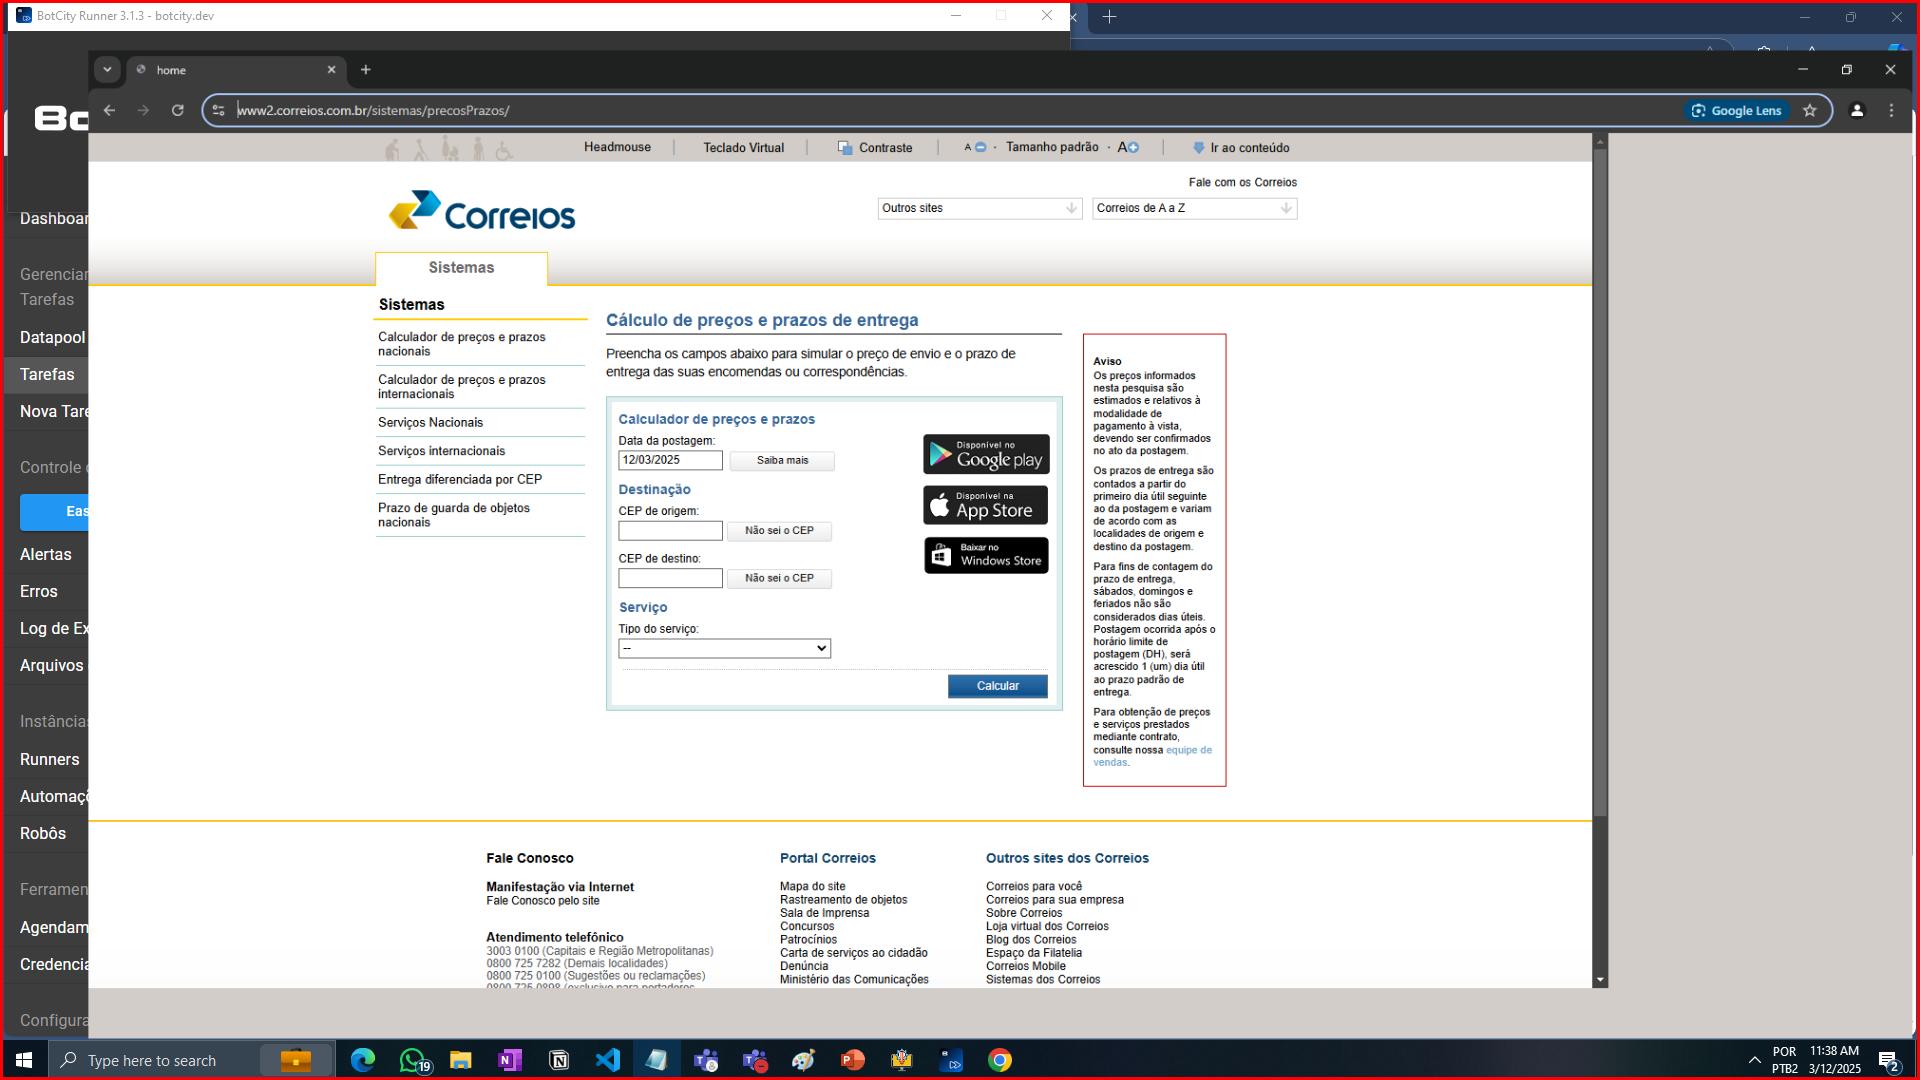 BotCity Runner 3.1.3 - botcity.dev
home
www2.correios.com.br/sistemas/precosPrazos/
Google Lens
Headmouse
Teclado Virtual
Contraste
A
Tamanho padrão
A
Ir ao conteúdo
Fale com os Correios
Correios
Outros sites
Correios de A a Z
Sistemas
Dashboar
Gerenciar
Tarefas
Datapool
Tarefas
Nova Tare
Controle
Eas
Alertas
Erros
Log de Ex
Arquivos
Instâncias
Runners
Automaç
Robôs
Ferramen
Agendam
Credencia
Configura
Sistemas
Calculador de preços e prazos
nacionais
Calculador de preços e prazos
internacionais
Serviços Nacionais
Serviços internacionais
Entrega diferenciada por CEP
Prazo de guarda de objetos
nacionais
Cálculo de preços e prazos de entrega
Preencha os campos abaixo para simular o preço de envio e o prazo de
entrega das suas encomendas ou correspondências.
Calculador de preços e prazos
Data da postagem:
12/03/2025
Saiba mais
Destinação
CEP de origem:
Não sei o CEP
CEP de destino:
Não sei o CEP
Serviço
Tipo do serviço:
--
Calcular
Disponível no
Google play
Disponível na
App Store
Baixar no
Windows Store
Aviso
Os preços informados
nesta pesquisa são
estimados e relativos à
modalidade de
pagamento à vista,
devendo ser confirmados
no ato da postagem.
Os prazos de entrega são
contados a partir do
primeiro dia útil seguinte
ao da postagem e variam
de acordo com as
localidades de origem e
destino da postagem.
Para fins de contagem do
prazo de entrega,
sábados, domingos e
feriados não são
considerados dias úteis.
Postagem ocorrida após o
horário limite de
postagem (DH), será
acrescido 1 (um) dia útil
ao prazo padrão de
entrega.
Para obtenção de preços
e serviços prestados
mediante contrato,
consulte nossa equipe de
vendas.
Fale Conosco
Manifestação via Internet
Fale Conosco pelo site
Atendimento telefônico
3003 0100 (Capitais e Região Metropolitanas)
0800 725 7282 (Demais localidades)
0800 725 0100 (Sugestões ou reclamações)
0800 725 0898 (exclusivo para portadores
Portal Correios
Mapa do site
Rastreamento de objetos
Sala de Imprensa
Concursos
Patrocínios
Carta de serviços ao cidadão
Denúncia
Ministério das Comunicações
Outros sites dos Correios
Correios para você
Correios para sua empresa
Sobre Correios
Loja virtual dos Correios
Blog dos Correios
Espaço da Filatelia
Correios Mobile
Sistemas dos Correios
Type here to search
19
POR
PTB2
11:38 AM
3/12/2025
2